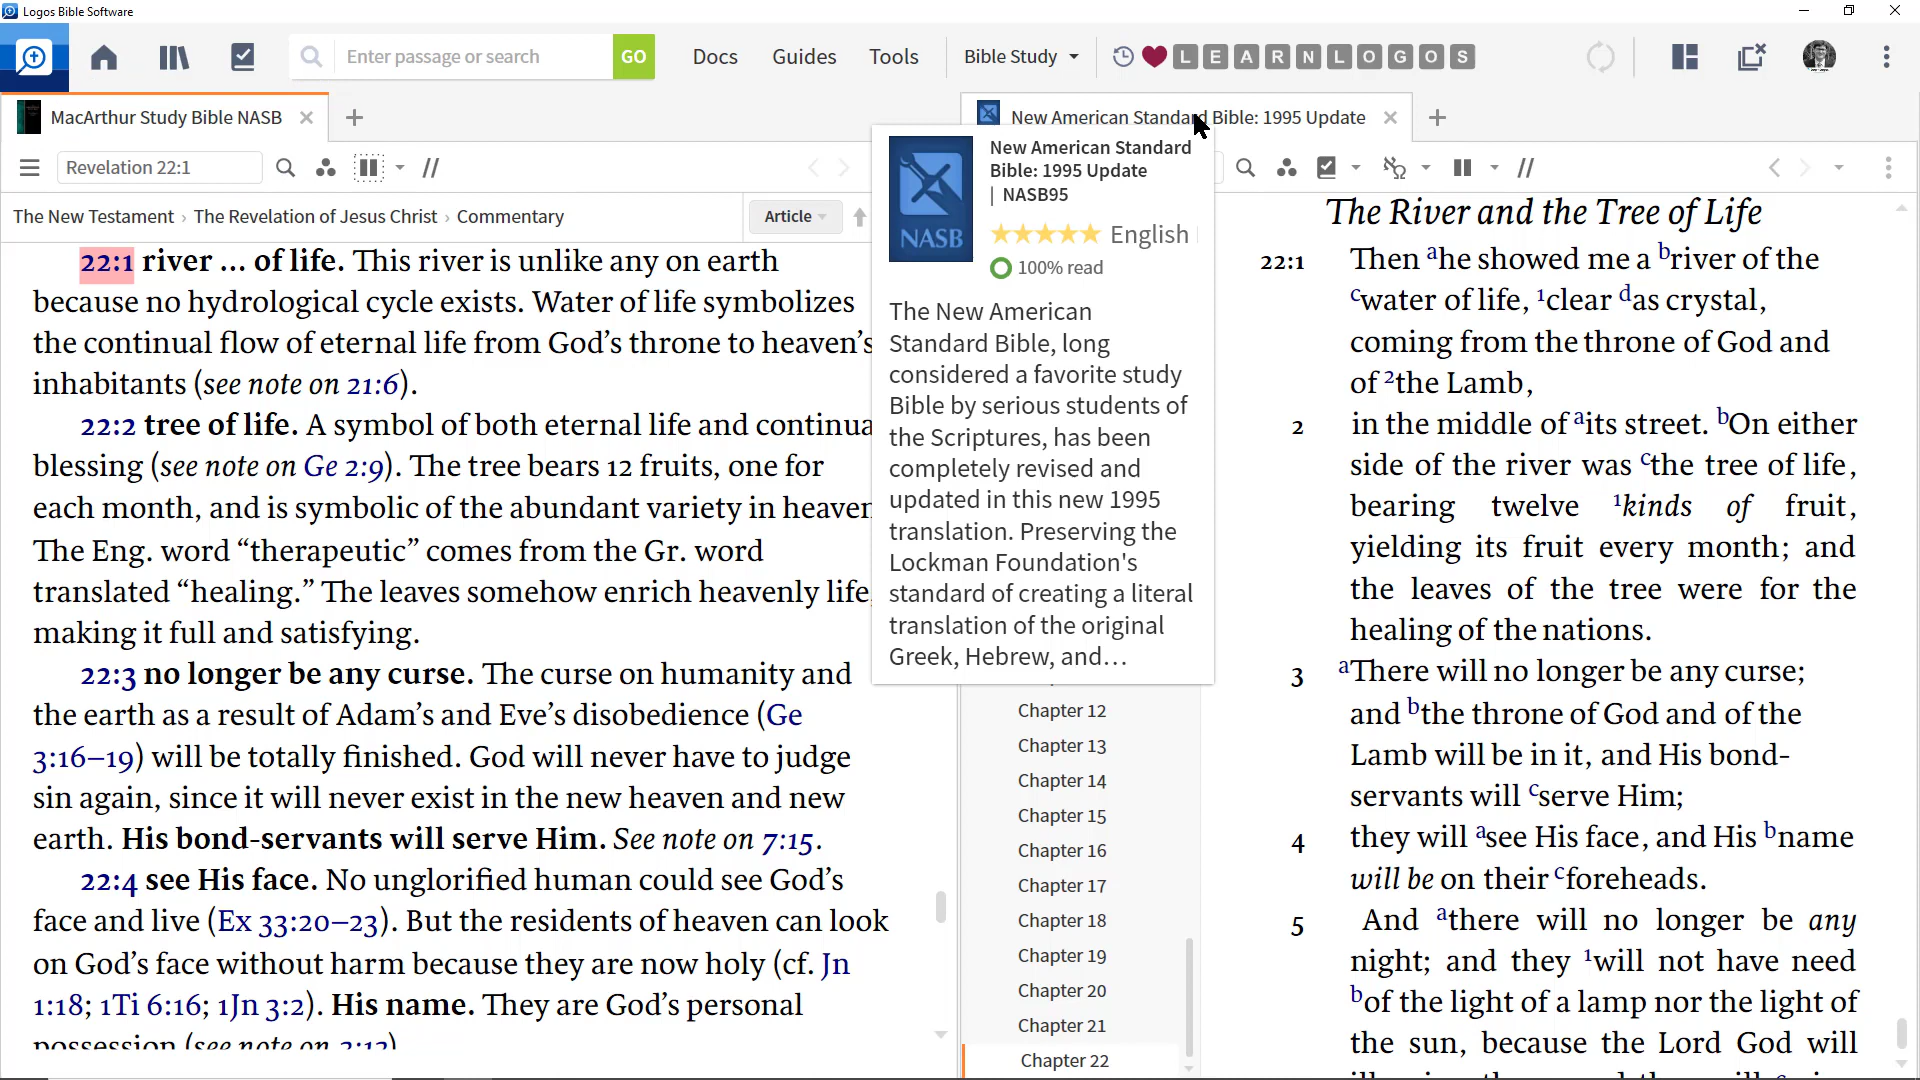 Logos Bible Software
Enter passage or search
GO
Docs
Guides
Tools
Bible Study
L E A R N L O G O S
MacArthur Study Bible NASB
New American Standard Bible: 1995 Update
Revelation 22:1
The New Testament › The Revelation of Jesus Christ › Commentary
Article
22:1 river ... of life. This river is unlike any on earth
because no hydrological cycle exists. Water of life symbolizes
the continual flow of eternal life from God’s throne to heaven’s
inhabitants (see note on 21:6).
22:2 tree of life. A symbol of both eternal life and continua
blessing (see note on Ge 2:9). The tree bears 12 fruits, one for
each month, and is symbolic of the abundant variety in heaven
The Eng. word “therapeutic” comes from the Gr. word
translated “healing.” The leaves somehow enrich heavenly life,
making it full and satisfying.
22:3 no longer be any curse. The curse on humanity and
the earth as a result of Adam’s and Eve’s disobedience (Ge
3:16–19) will be totally finished. God will never have to judge
sin again, since it will never exist in the new heaven and new
earth. His bond-servants will serve Him. See note on 7:15.
22:4 see His face. No unglorified human could see God’s
face and live (Ex 33:20–23). But the residents of heaven can look
on God’s face without harm because they are now holy (cf. Jn
1:18; 1Ti 6:16; 1Jn 3:2). His name. They are God’s personal
possession (see note on 3:12).
NASB
New American Standard
Bible: 1995 Update
| NASB95
English
100% read
The New American
Standard Bible, long
considered a favorite study
Bible by serious students of
the Scriptures, has been
completely revised and
updated in this new 1995
translation. Preserving the
Lockman Foundation's
standard of creating a literal
translation of the original
Greek, Hebrew, and...
Chapter 12
Chapter 13
Chapter 14
Chapter 15
Chapter 16
Chapter 17
Chapter 18
Chapter 19
Chapter 20
Chapter 21
Chapter 22
The River and the Tree of Life
22:1 Then ahe showed me a briver of the
cwater of life, 1clear das crystal,
coming from the throne of God and
of 2the Lamb,
2 in the middle of aits street. bOn either
side of the river was cthe tree of life,
bearing twelve 1kinds of fruit,
yielding its fruit every month; and
the leaves of the tree were for the
healing of the nations.
3 aThere will no longer be any curse;
and bthe throne of God and of the
Lamb will be in it, and His bond-
servants will cserve Him;
4 they will asee His face, and His bname
will be on their cforeheads.
5 And athere will no longer be any
night; and they 1will not have need
bof the light of a lamp nor the light of
the sun, because the Lord God will